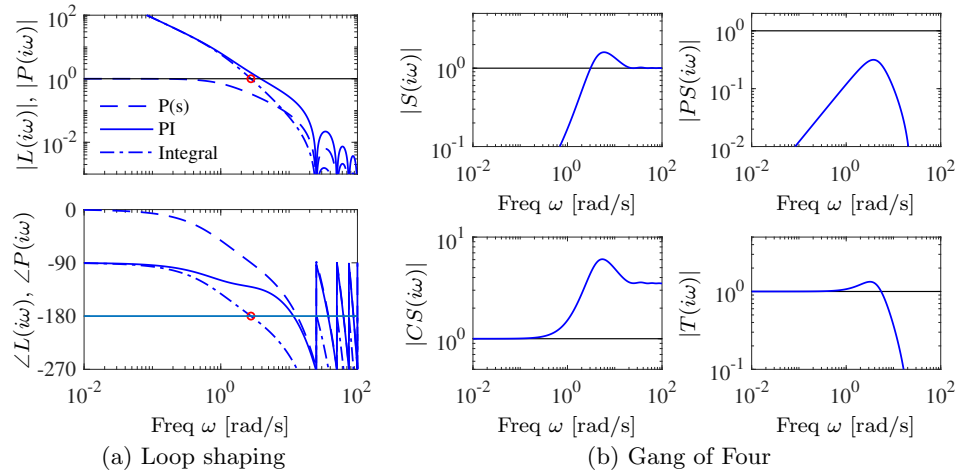 |L(iω)|, |P(iω)|
10^2
10^0
10^-2
P(s)
PI
Integral
∠L(iω), ∠P(iω)
0
-90
-180
-270
10^-2 10^0 10^2
Freq ω [rad/s]
(a) Loop shaping
|S(iω)|
10^0
10^-1
10^-2 10^0 10^2
Freq ω [rad/s]
|PS(iω)|
10^0
10^-1
10^-2
10^-2 10^0 10^2
Freq ω [rad/s]
|CS(iω)|
10^1
10^0
10^-2 10^0 10^2
Freq ω [rad/s]
|T(iω)|
10^0
10^-1
10^-2 10^0 10^2
Freq ω [rad/s]
(b) Gang of Four